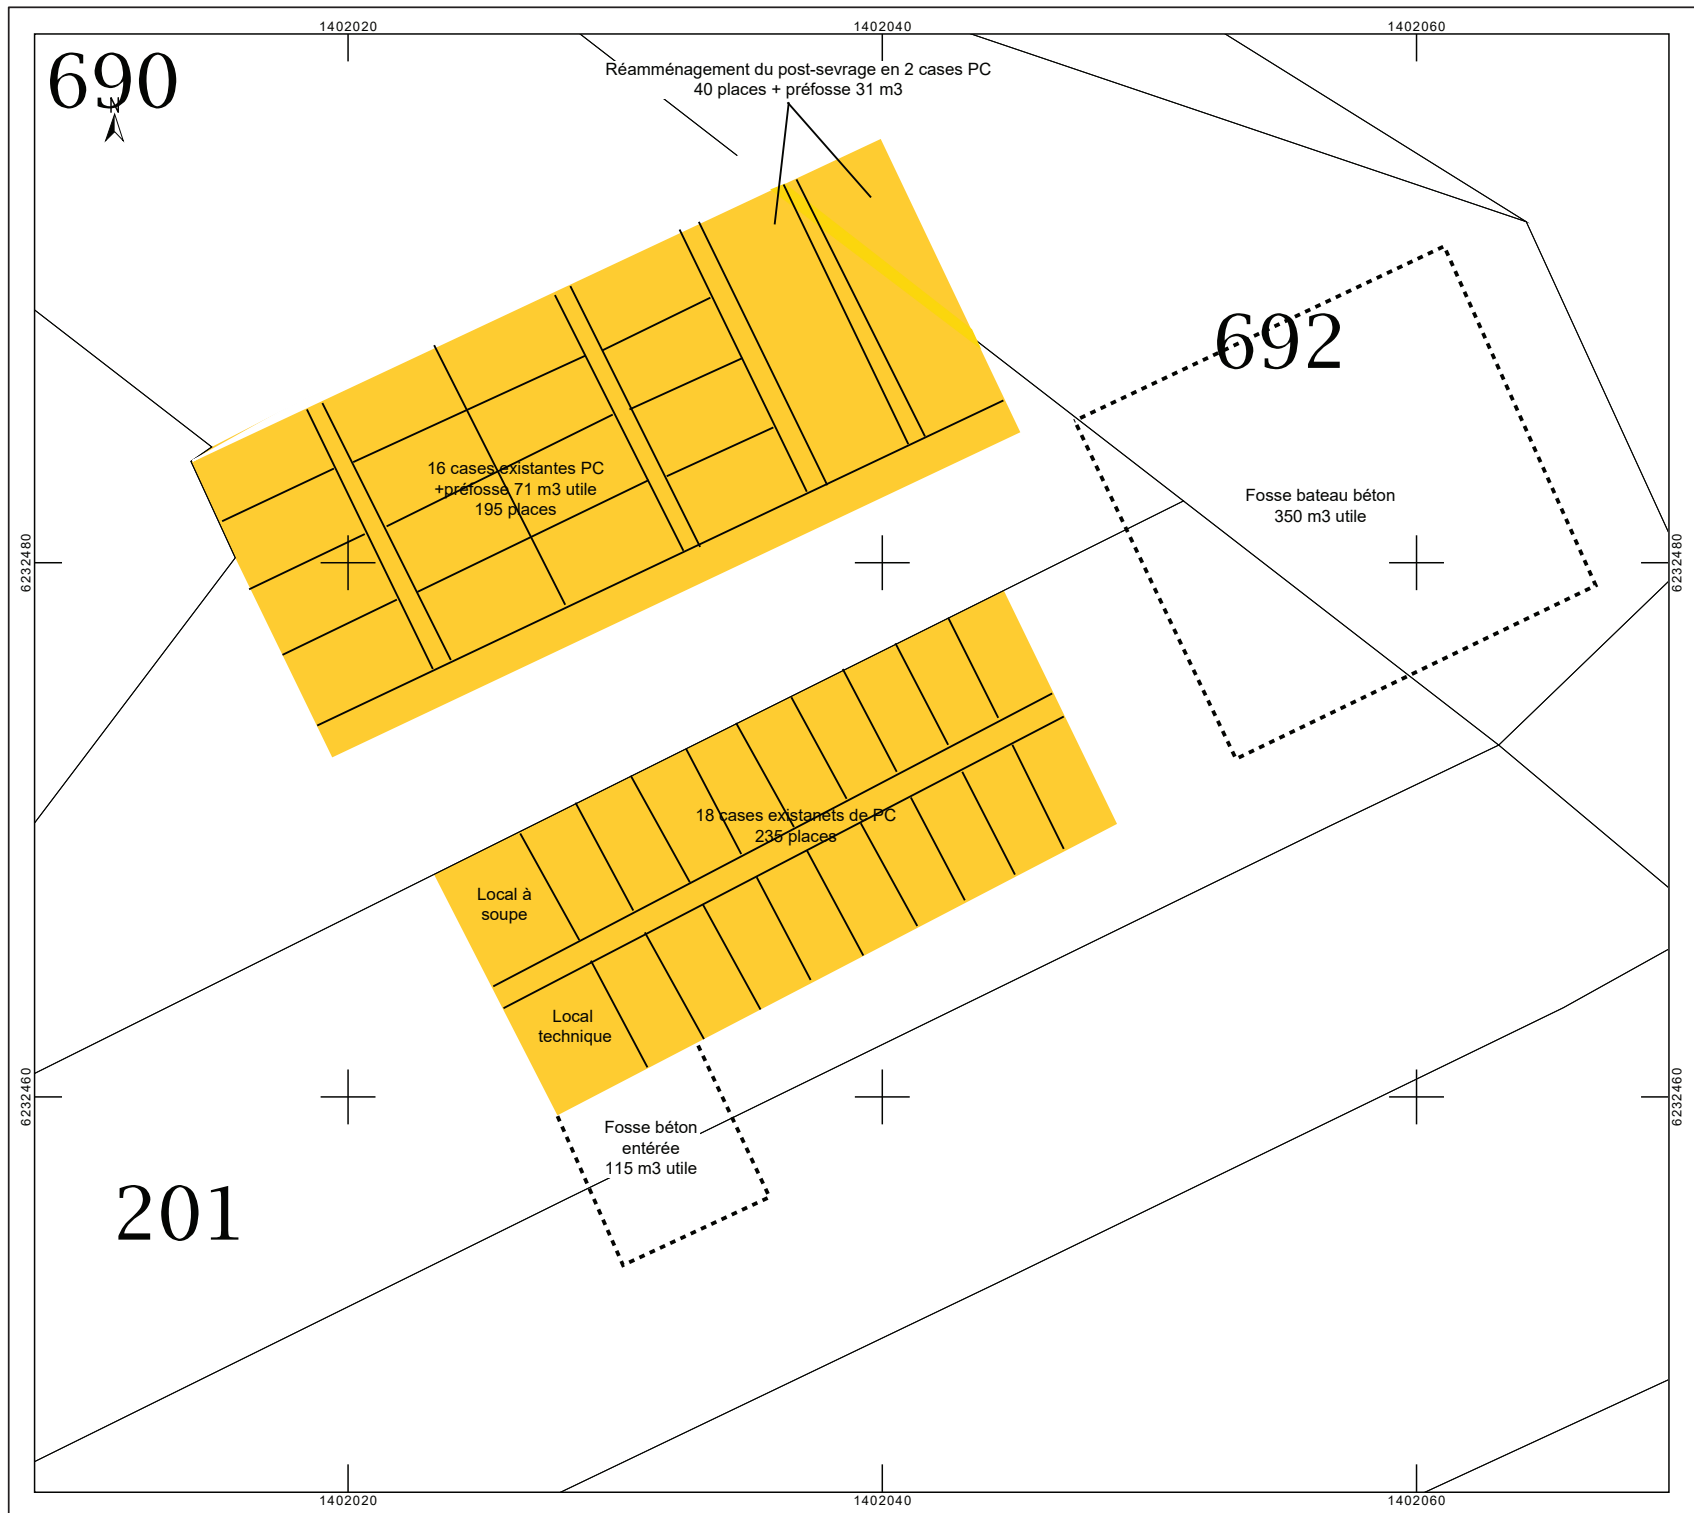 1402020
1402040
1402060
690
N
Réamménagement du post-sevrage en 2 cases PC
40 places + préfosse 31 m3
692
16 cases existantes PC
+préfosse 71 m3 utile
195 places
Fosse bateau béton
350 m3 utile
6232480
6232480
18 cases existanets de PC
235 places
Local à
soupe
Local
technique
6232460
6232460
Fosse béton
entérée
115 m3 utile
201
1402020
1402040
1402060